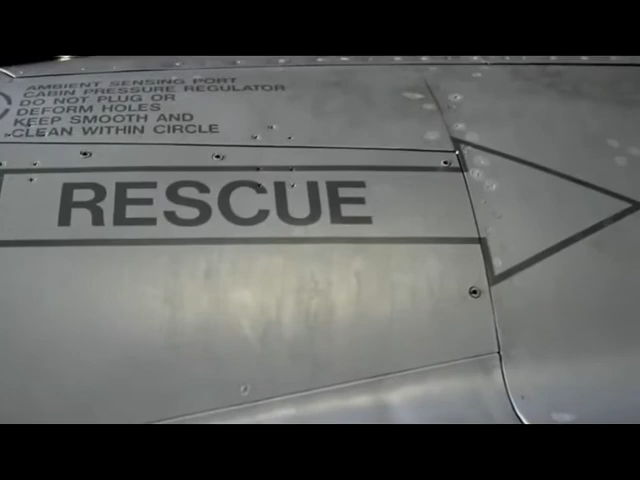 AMBIENT SENSING PORT
CABIN PRESSURE REGULATOR
DO NOT PLUG OR
DEFORM HOLES
KEEP SMOOTH AND
CLEAN WITHIN CIRCLE
RESCUE